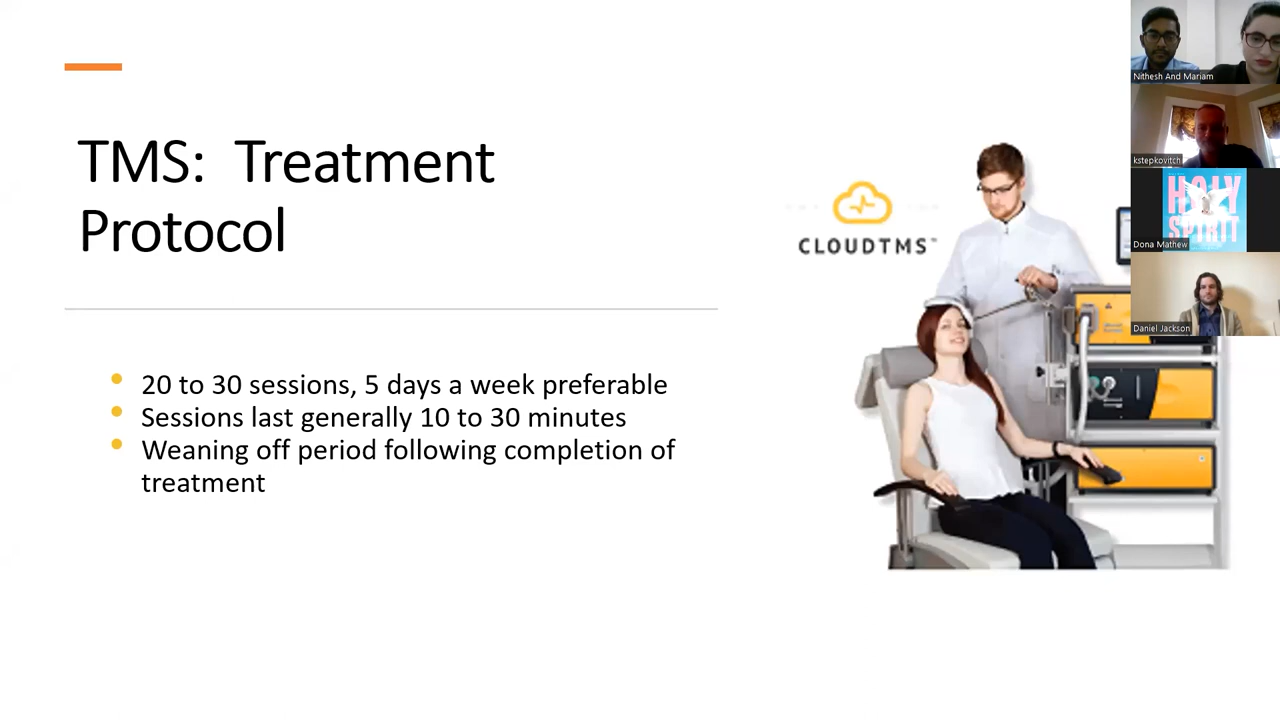 TMS:  Treatment
Protocol
20 to 30 sessions, 5 days a week preferable
Sessions last generally 10 to 30 minutes
Weaning off period following completion of
treatment
CLOUDTMS™
Nithesh And Mariam
kstepkovitch
HOLY
SPIRIT
Dona Mathew
Daniel Jackson